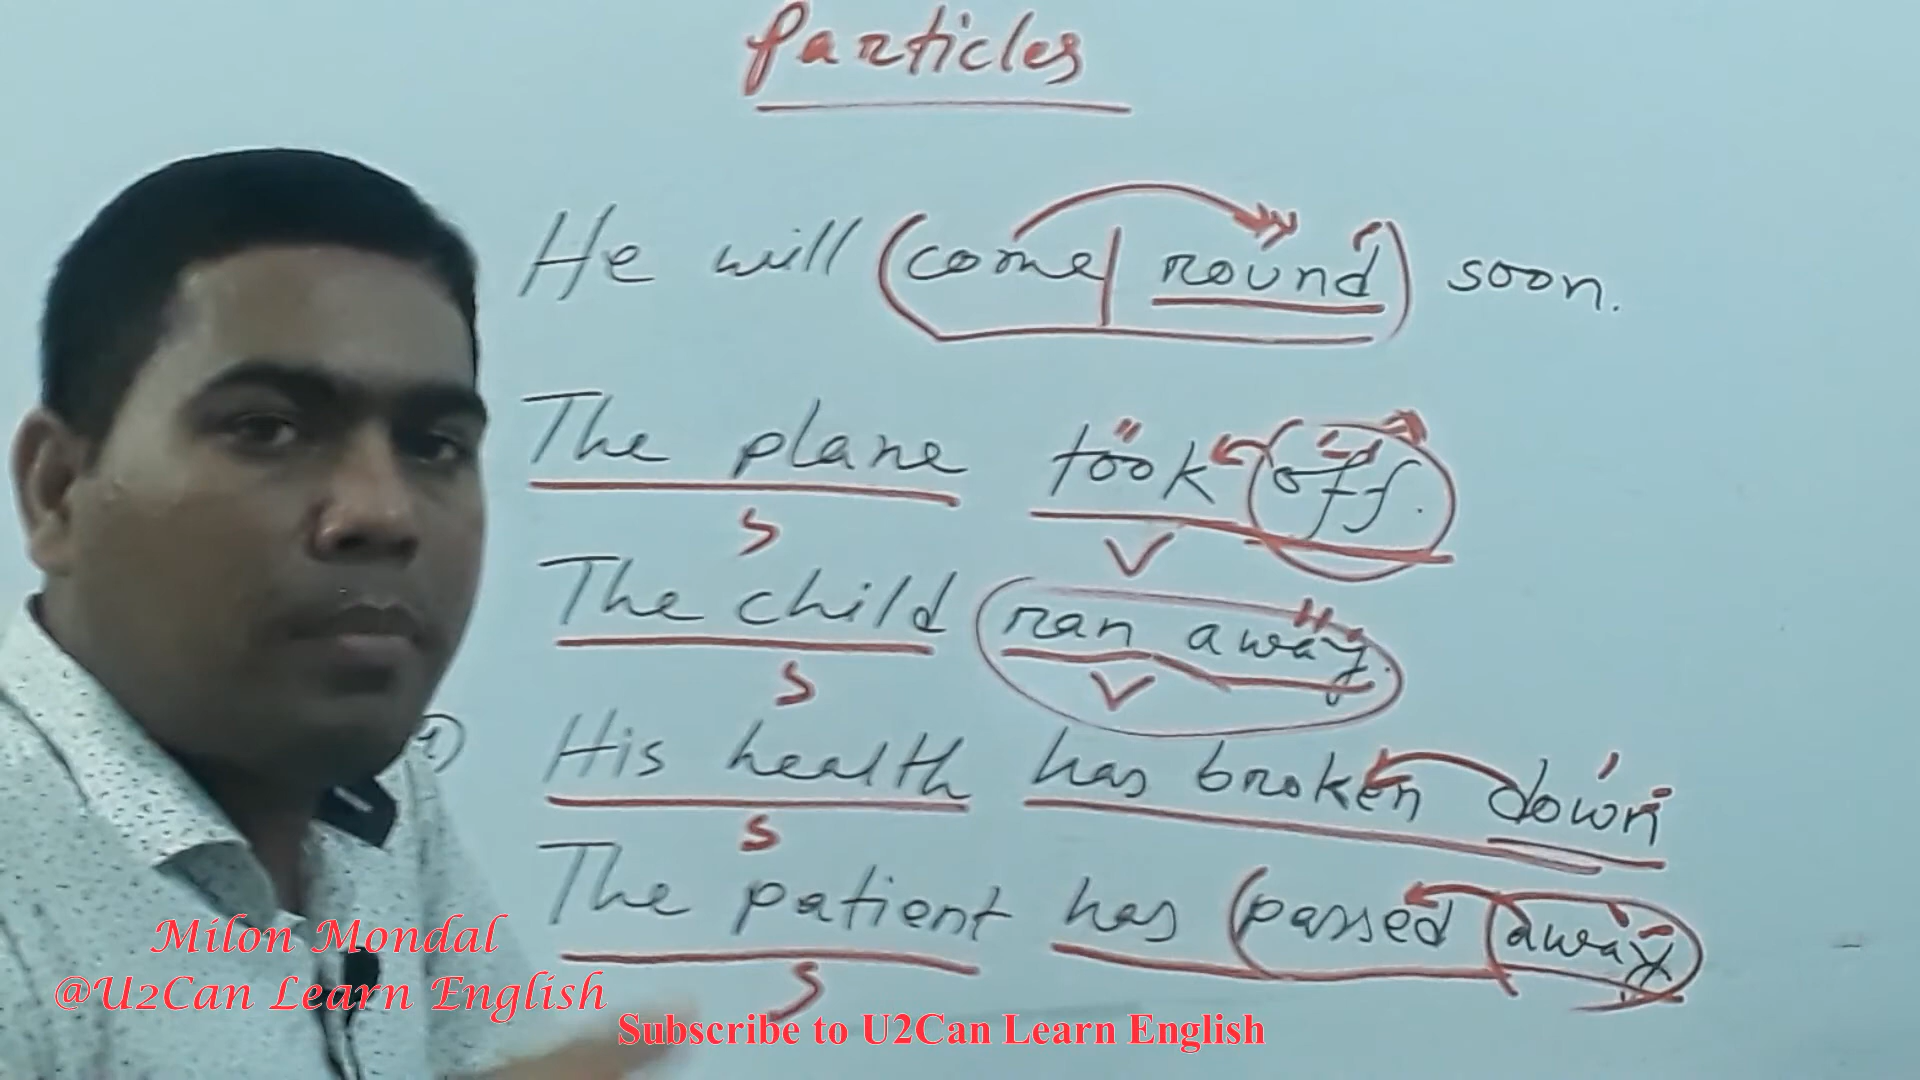 Particles
He will (come| round) soon.
The plane took off.
S V
The child ran away.
S V
His health has broken down.
S
The patient has (passed away
S
Milon Mondal
@U2Can Learn English
Subscribe to U2Can Learn English